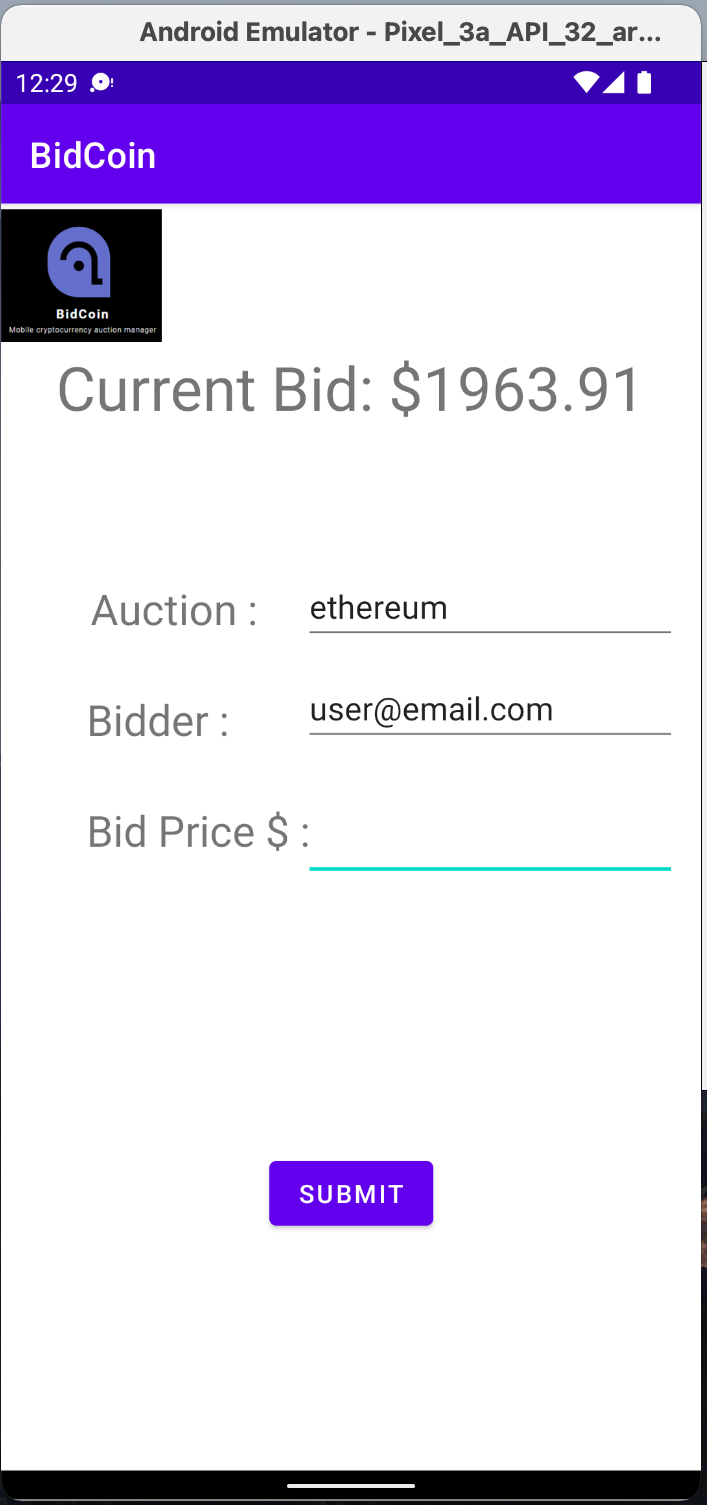 Android Emulator - Pixel_3a_API_32_ar...
12:29
BidCoin
BidCoin
Mobile cryptocurrency auction manager
Current Bid: $1963.91
Auction : ethereum
Bidder : user@email.com
Bid Price $ :
SUBMIT